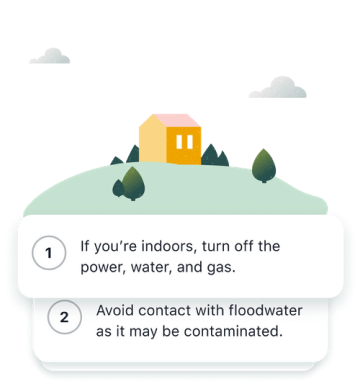 1
If you’re indoors, turn off the
power, water, and gas.
2
Avoid contact with floodwater
as it may be contaminated.